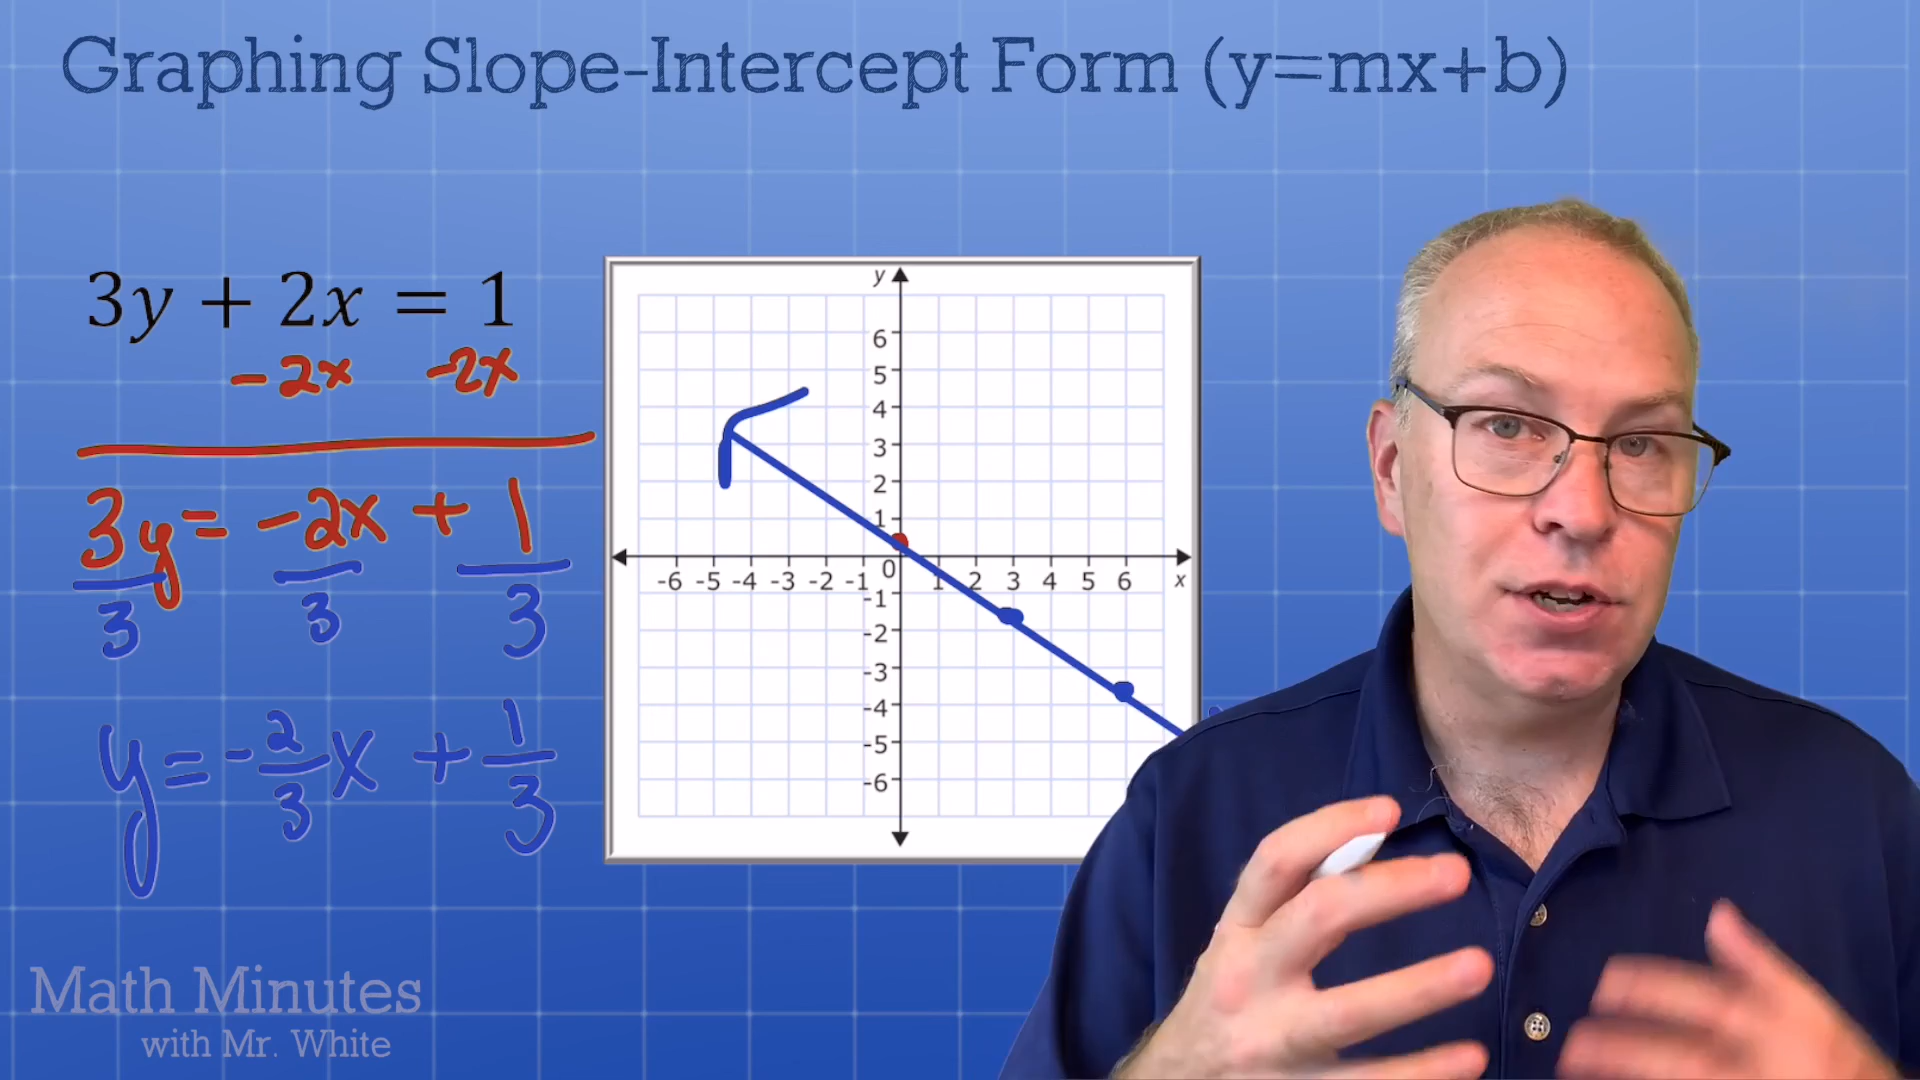 Graphing Slope-Intercept Form (y=mx+b)
3y + 2x = 1
-2x -2x
3y = -2x + 1
3 3 3
y = -2/3 x + 1/3
y
6
5
4
3
2
1
-6 -5 -4 -3 -2 -1 0 1 2 3 4 5 6 x
-1
-2
-3
-4
-5
-6
Math Minutes
with Mr. White